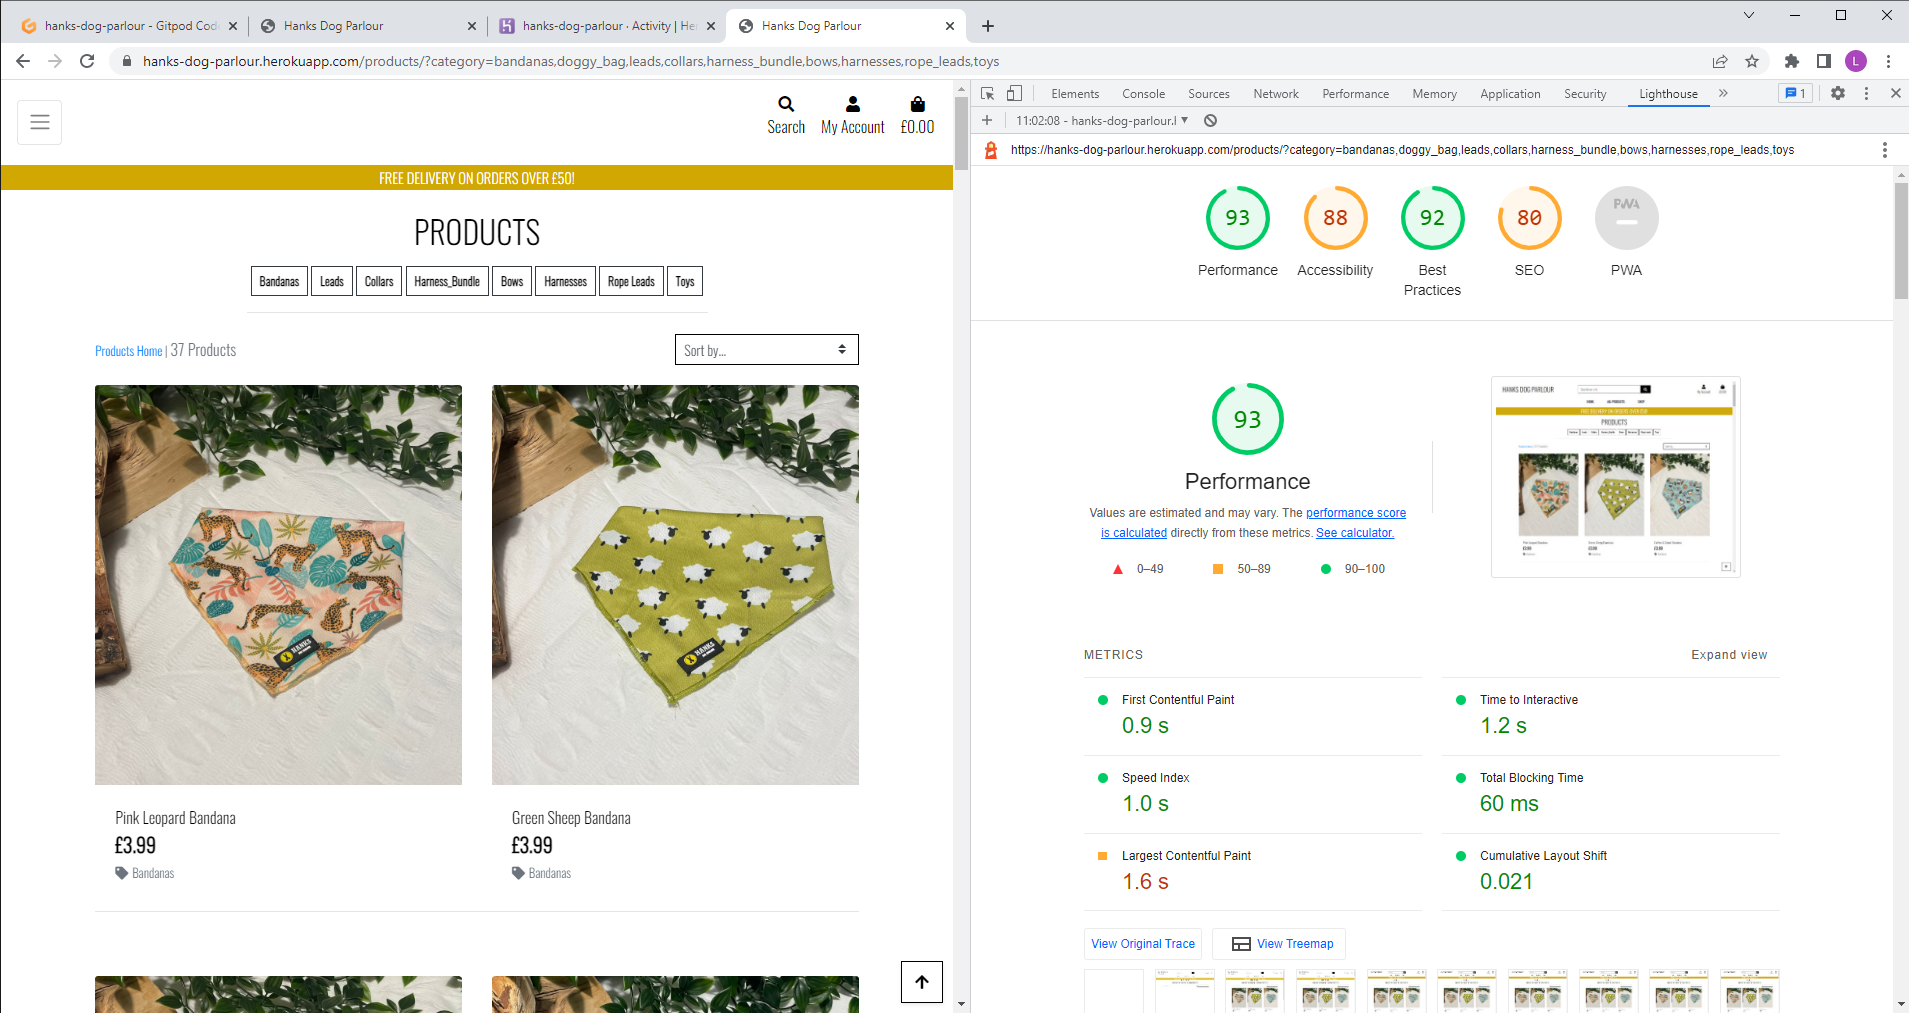 hanks-dog-parlour - Gitpod Cod
Hanks Dog Parlour
hanks-dog-parlour · Activity | He
Hanks Dog Parlour
hanks-dog-parlour.herokuapp.com/products/?category=bandanas,doggy_bag,leads,collars,harness_bundle,bows,harnesses,rope_leads,toys
L
Search
My Account
£0.00
FREE DELIVERY ON ORDERS OVER £50!
PRODUCTS
Bandanas
Leads
Collars
Harness_Bundle
Bows
Harnesses
Rope Leads
Toys
Products Home | 37 Products
Sort by...
HANKS
HANKS
Pink Leopard Bandana
£3.99
Bandanas
Green Sheep Bandana
£3.99
Bandanas
Elements
Console
Sources
Network
Performance
Memory
Application
Security
Lighthouse
1
11:02:08 - hanks-dog-parlour.
https://hanks-dog-parlour.herokuapp.com/products/?category=bandanas,doggy_bag,leads,collars,harness_bundle,bows,harnesses,rope_leads,toys
93
Performance
88
Accessibility
92
Best Practices
80
SEO
PWA
PWA
93
Performance
Values are estimated and may vary. The performance score
is calculated directly from these metrics. See calculator.
0–49
50–89
90–100
HANKS DOG PARLOUR
PRODUCTS
METRICS
Expand view
First Contentful Paint
0.9 s
Time to Interactive
1.2 s
Speed Index
1.0 s
Total Blocking Time
60 ms
Largest Contentful Paint
1.6 s
Cumulative Layout Shift
0.021
View Original Trace
View Treemap